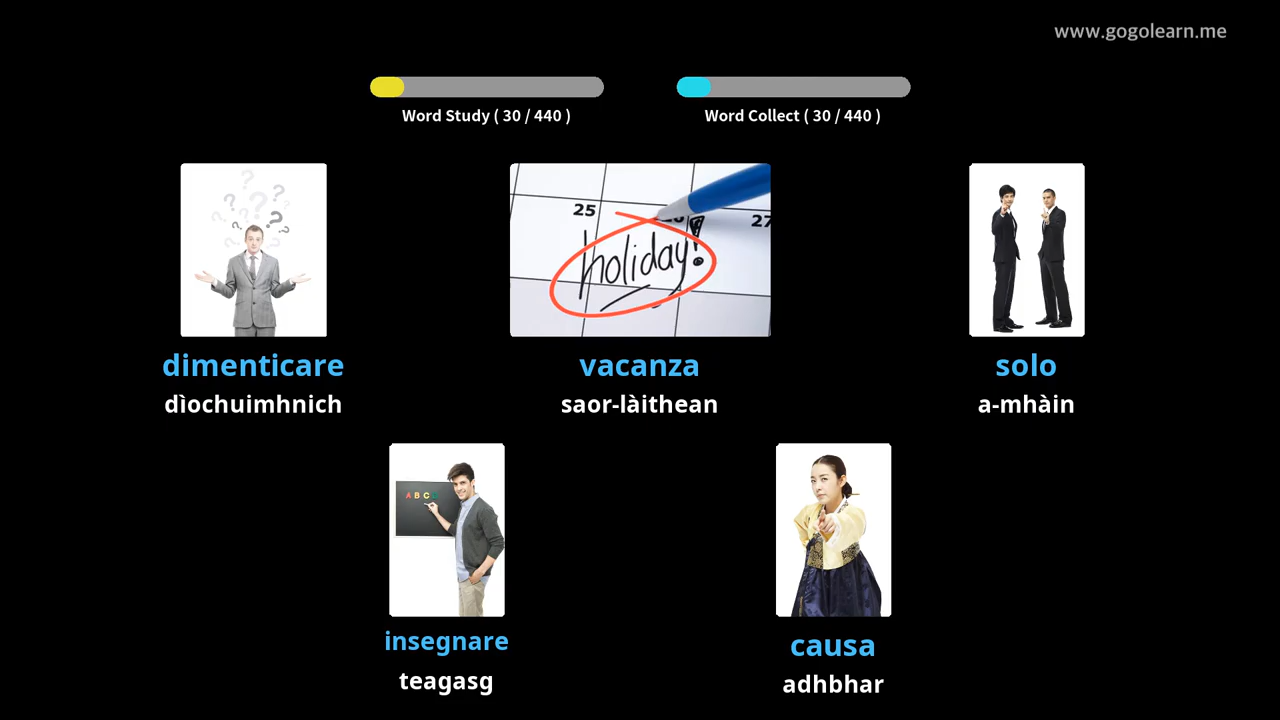 www.gogolearn.me
Word Study ( 30 / 440 )
Word Collect ( 30 / 440 )
25
27
holiday!
dimenticare
vacanza
solo
dìochuimhnich
saor-làithean
a-mhàin
A B C
insegnare
causa
teagasg
adhbhar